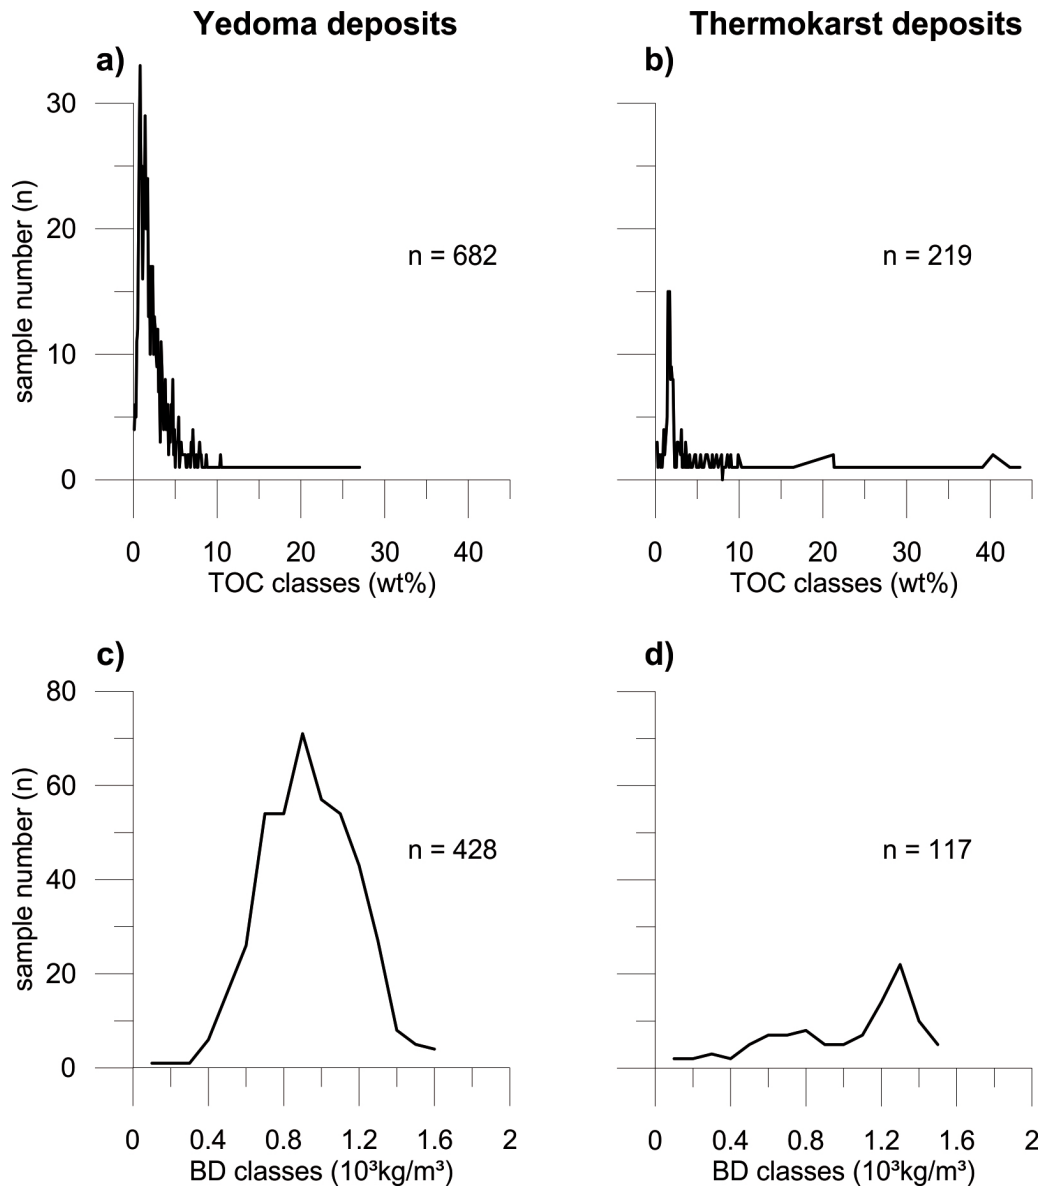 Yedoma deposits
Thermokarst deposits
a)
b)
30
20
10
0
sample number (n)
n = 682
n = 219
0 10 20 30 40
TOC classes (wt%)
0 10 20 30 40
TOC classes (wt%)
c)
d)
80
60
40
20
0
sample number (n)
n = 428
n = 117
0 0.4 0.8 1.2 1.6 2
BD classes (10³kg/m³)
0 0.4 0.8 1.2 1.6 2
BD classes (10³kg/m³)